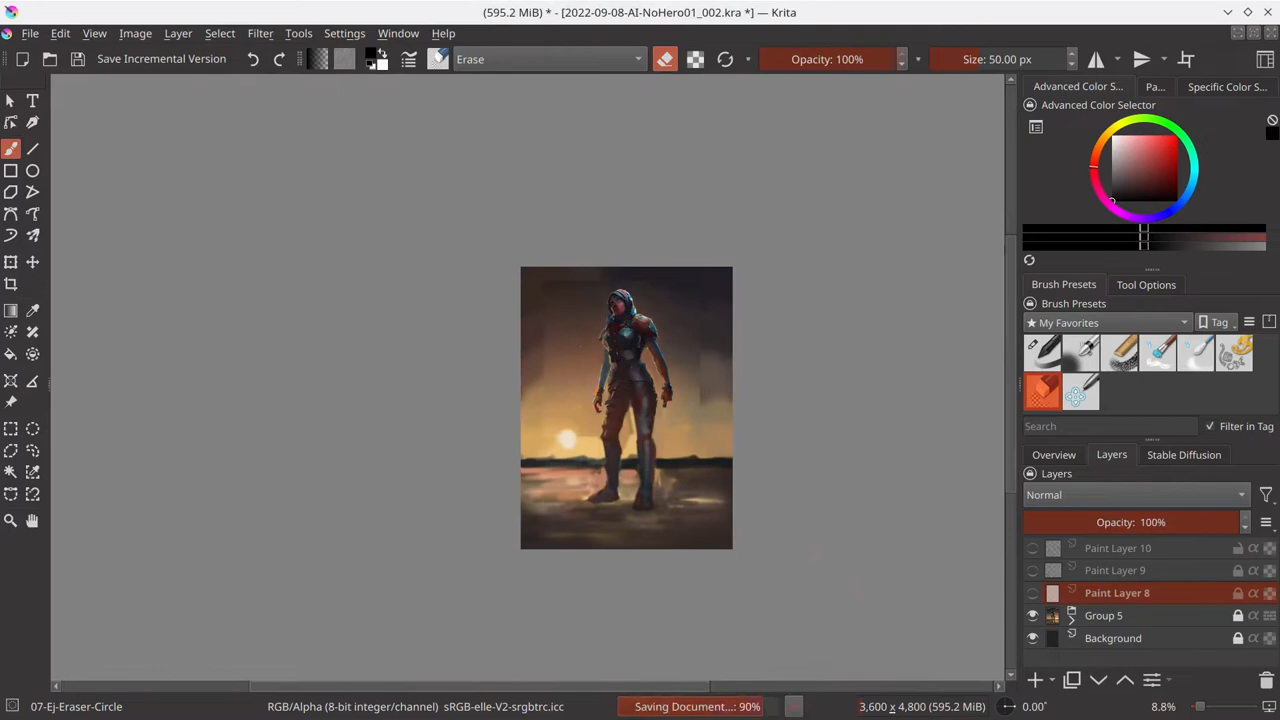 (595.2 MiB) * - [2022-09-08-AI-NoHero01_002.kra *] — Krita
File Edit View Image Layer Select Filter Tools Settings Window Help
Save Incremental Version
Erase
Opacity: 100%
Size: 50.00 px
Advanced Color S...
Pa...
Specific Color S...
Advanced Color Selector
Brush Presets
Tool Options
Brush Presets
★ My Favorites
Tag
Search
Filter in Tag
Overview
Layers
Stable Diffusion
Layers
Normal
Opacity: 100%
Paint Layer 10
Paint Layer 9
Paint Layer 8
Group 5
Background
07-Ej-Eraser-Circle
RGB/Alpha (8-bit integer/channel) sRGB-elle-V2-srgbtrc.icc
Saving Document...: 90%
3,600 x 4,800 (595.2 MiB)
0.00°
8.8%